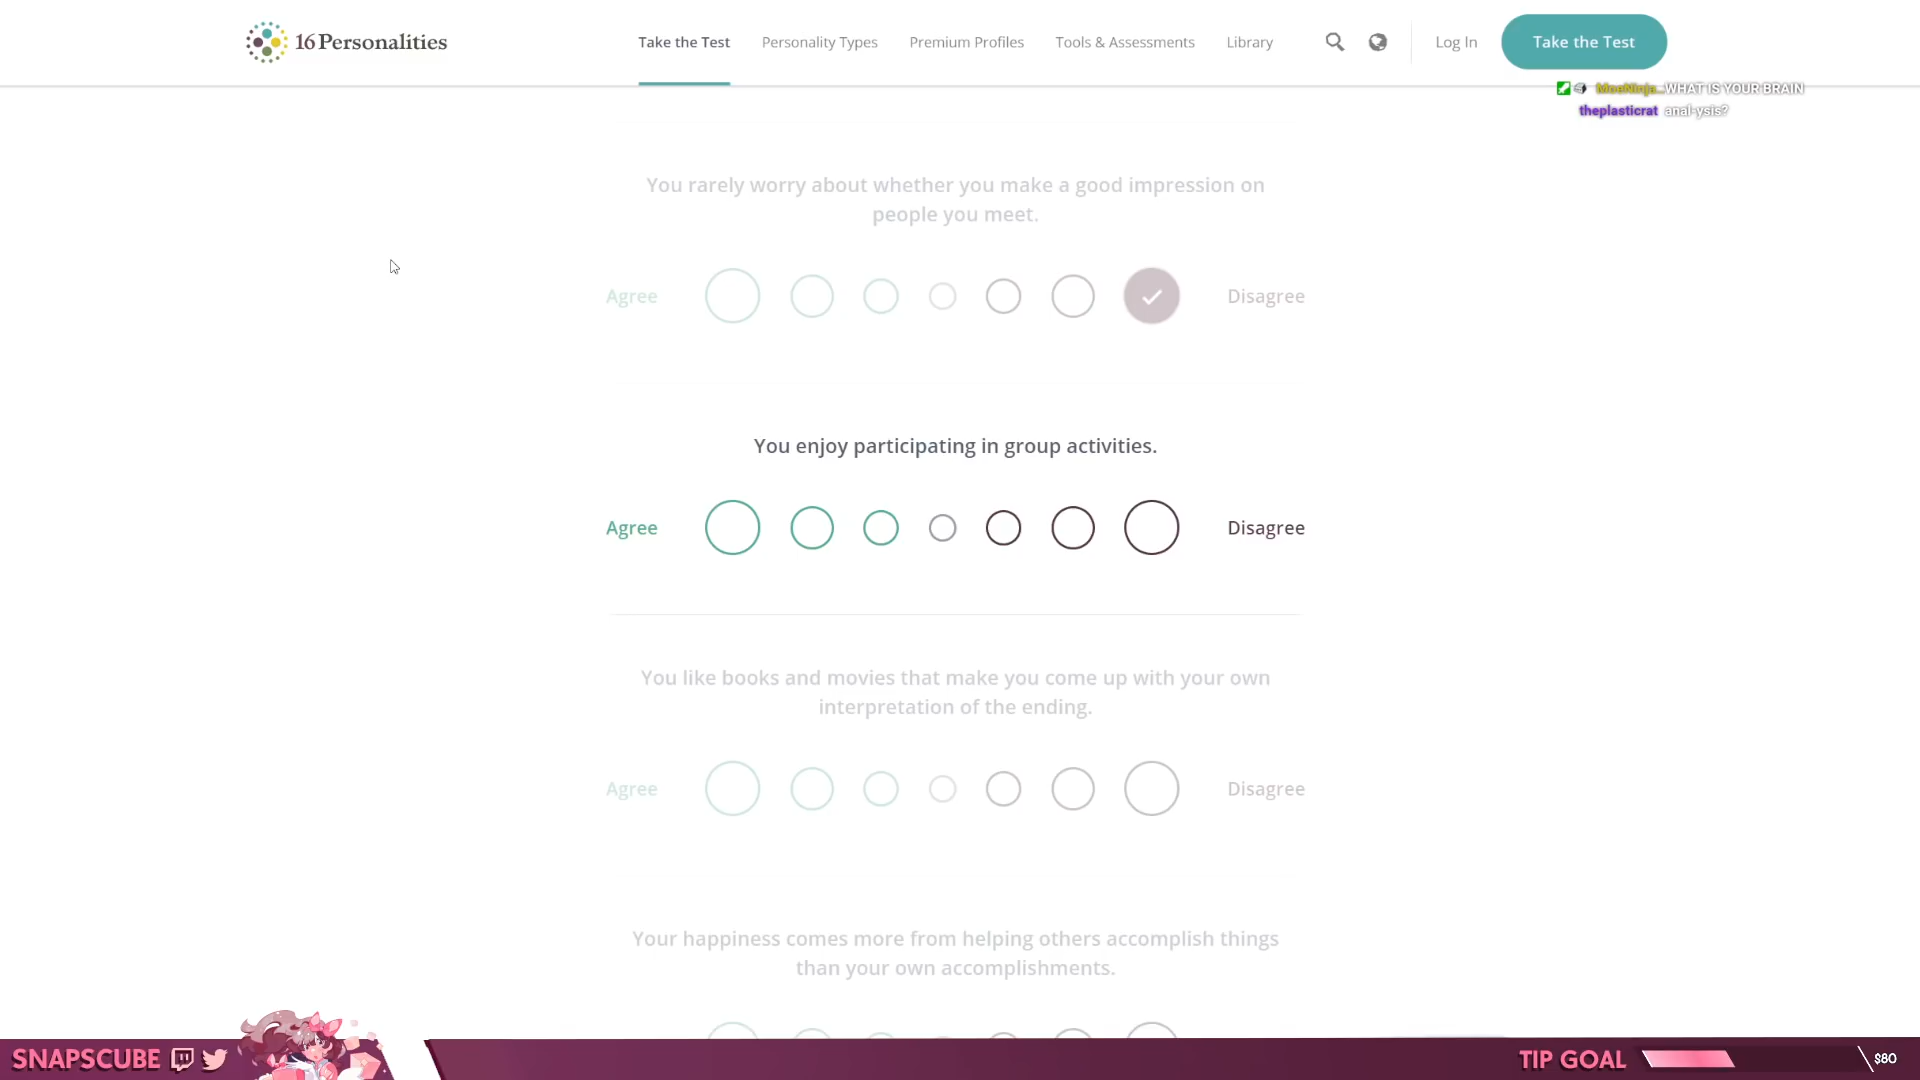 16Personalities
Take the Test
Personality Types
Premium Profiles
Tools & Assessments
Library
Log In
Take the Test
MoeNinja_ WHAT IS YOUR BRAIN
theplasticrat anal-ysis?
You rarely worry about whether you make a good impression on
people you meet.
Agree
Disagree
You enjoy participating in group activities.
Agree
Disagree
You like books and movies that make you come up with your own
interpretation of the ending.
Agree
Disagree
Your happiness comes more from helping others accomplish things
than your own accomplishments.
SNAPSCUBE
TIP GOAL
$80